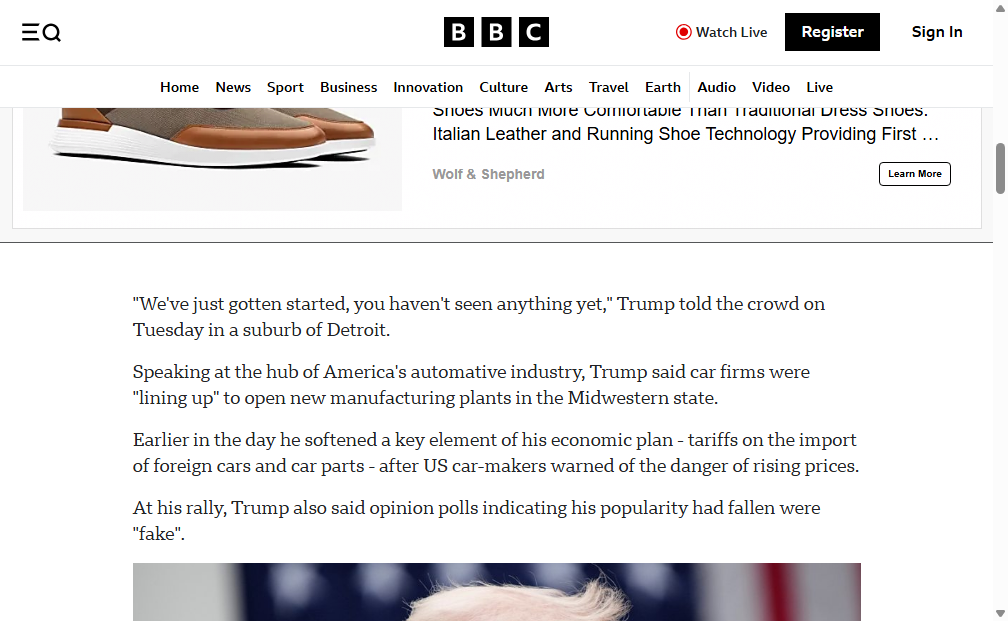 BBC
Watch Live
Register
Sign In
Home News Sport Business Innovation Culture Arts Travel Earth Audio Video Live
Shoes Much More Comfortable Than Traditional Dress Shoes.
Italian Leather and Running Shoe Technology Providing First …
Wolf & Shepherd
Learn More
"We've just gotten started, you haven't seen anything yet," Trump told the crowd on
Tuesday in a suburb of Detroit.
Speaking at the hub of America's automative industry, Trump said car firms were
"lining up" to open new manufacturing plants in the Midwestern state.
Earlier in the day he softened a key element of his economic plan - tariffs on the import
of foreign cars and car parts - after US car-makers warned of the danger of rising prices.
At his rally, Trump also said opinion polls indicating his popularity had fallen were
"fake".